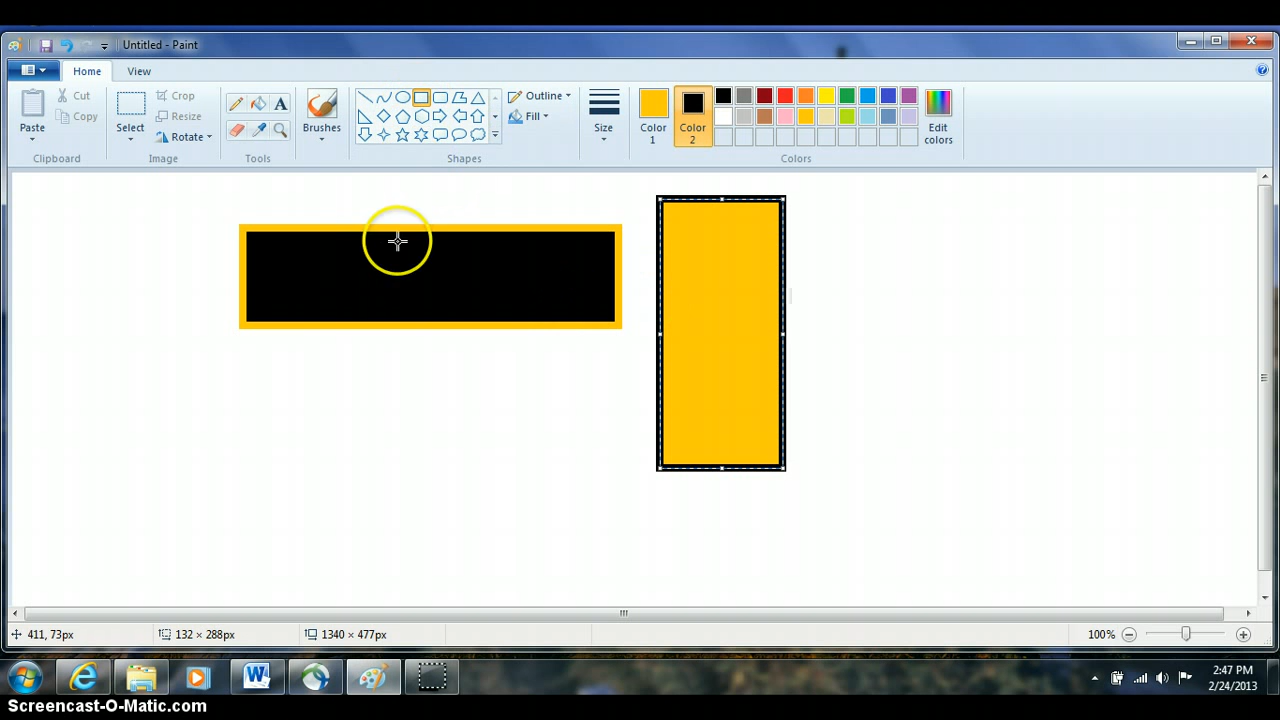 Untitled - Paint
Home View
Paste
Cut
Copy
Clipboard
Select
Crop
Resize
Rotate
Image
A
Tools
Brushes
Outline
Fill
Shapes
Size
Color 1
Color 2
Edit colors
Colors
411, 73px
132 × 288px
1340 × 477px
100%
W
2:47 PM
2/24/2013
Screencast-O-Matic.com